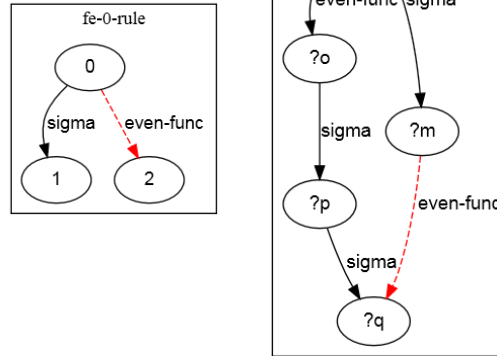 fe-0-rule
0
sigma
even-func
1
2
even-func
sigma
?o
sigma
?m
?p
even-func
sigma
?q